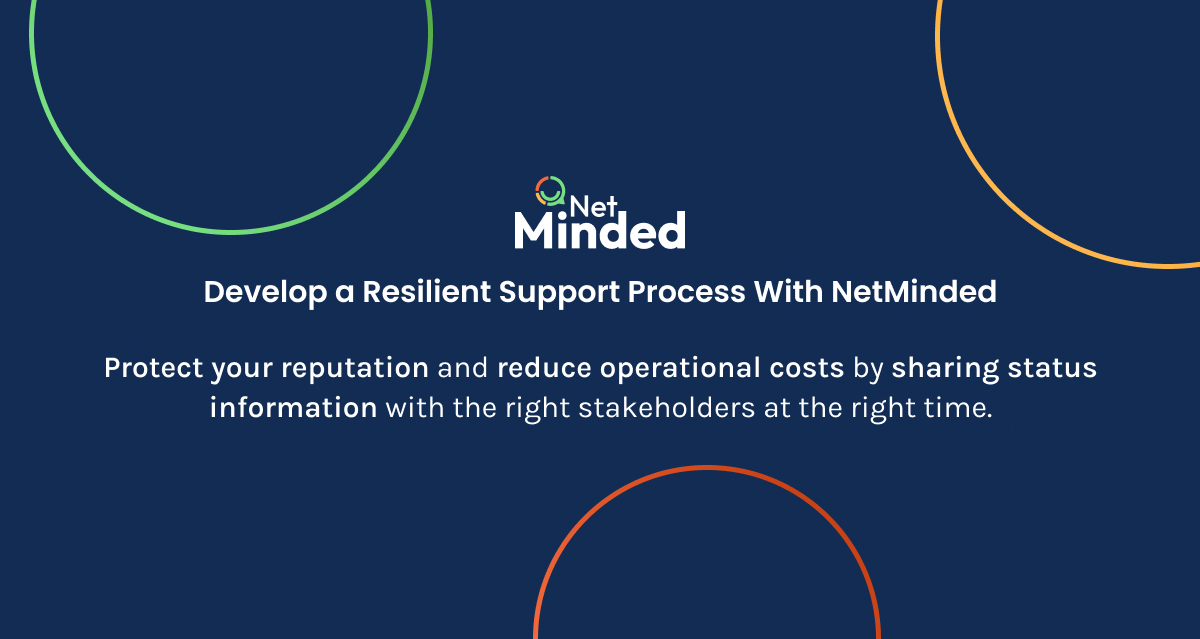 Net
Minded
Develop a Resilient Support Process With NetMinded
Protect your reputation and reduce operational costs by sharing status
information with the right stakeholders at the right time.